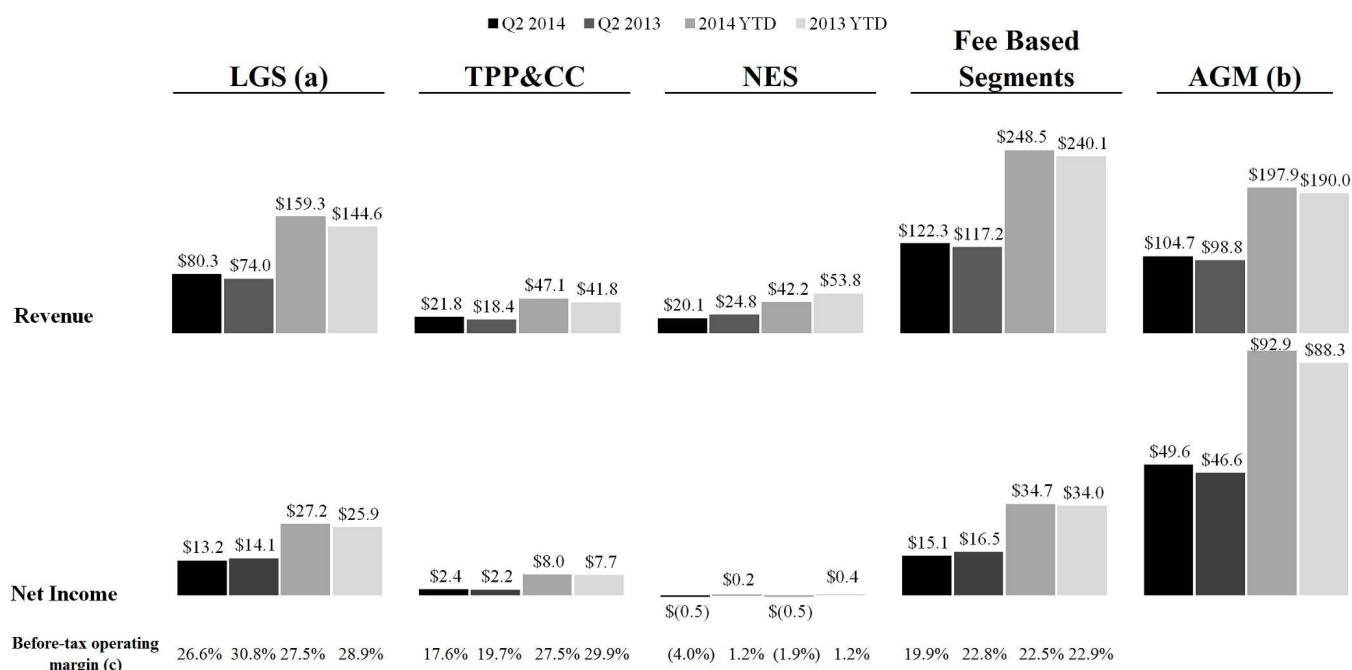 Q2 2014 Q2 2013 2014 YTD 2013 YTD
LGS (a)
TPP&CC
NES
Fee Based
Segments
AGM (b)
Revenue
$80.3 $74.0 $159.3 $144.6
$21.8 $18.4 $47.1 $41.8
$20.1 $24.8 $42.2 $53.8
$122.3 $117.2 $248.5 $240.1
$104.7 $98.8 $197.9 $190.0
Net Income
$13.2 $14.1 $27.2 $25.9
$2.4 $2.2 $8.0 $7.7
$(0.5) $0.2 $(0.5) $0.4
$15.1 $16.5 $34.7 $34.0
$49.6 $46.6 $92.9 $88.3
Before-tax operating
margin (c)
26.6% 30.8% 27.5% 28.9%
17.6% 19.7% 27.5% 29.9%
(4.0%) 1.2% (1.9%) 1.2%
19.9% 22.8% 22.5% 22.9%